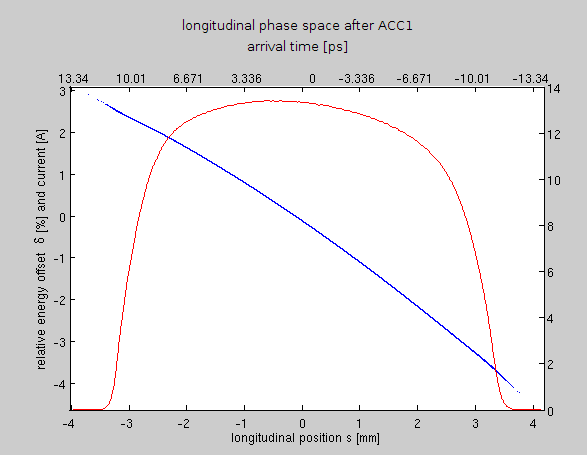 longitudinal phase space after ACC1
arrival time [ps]
13.34 10.01 6.671 3.336 0 -3.336 -6.671 -10.01 -13.34
3
2
1
0
-1
-2
-3
-4
relative energy offset δ [%] and current [A]
14
12
10
8
6
4
2
0
-4 -3 -2 -1 0 1 2 3 4
longitudinal position s [mm]